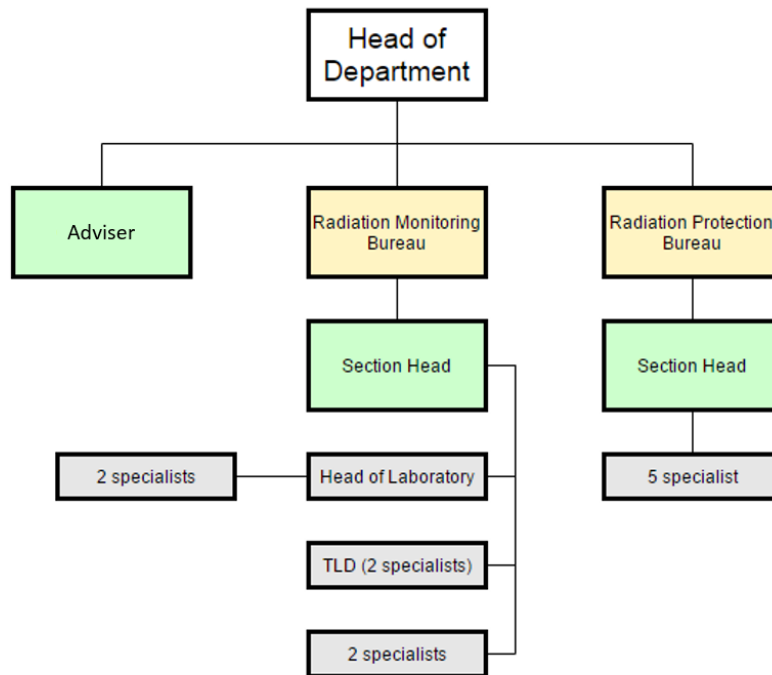 Head of
Department
Adviser
Radiation Monitoring
Bureau
Radiation Protection
Bureau
Section Head
Section Head
2 specialists
Head of Laboratory
5 specialist
TLD (2 specialists)
2 specialists